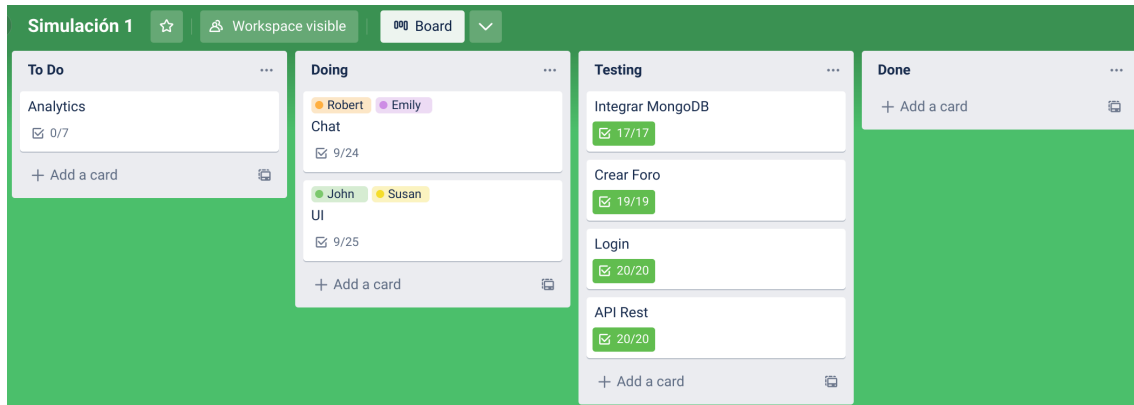 Simulación 1
Workspace visible
Board
To Do
Analytics
0/7
+ Add a card
Doing
Robert Emily
Chat
9/24
John Susan
UI
9/25
+ Add a card
Testing
Integrar MongoDB
17/17
Crear Foro
19/19
Login
20/20
API Rest
20/20
+ Add a card
Done
+ Add a card